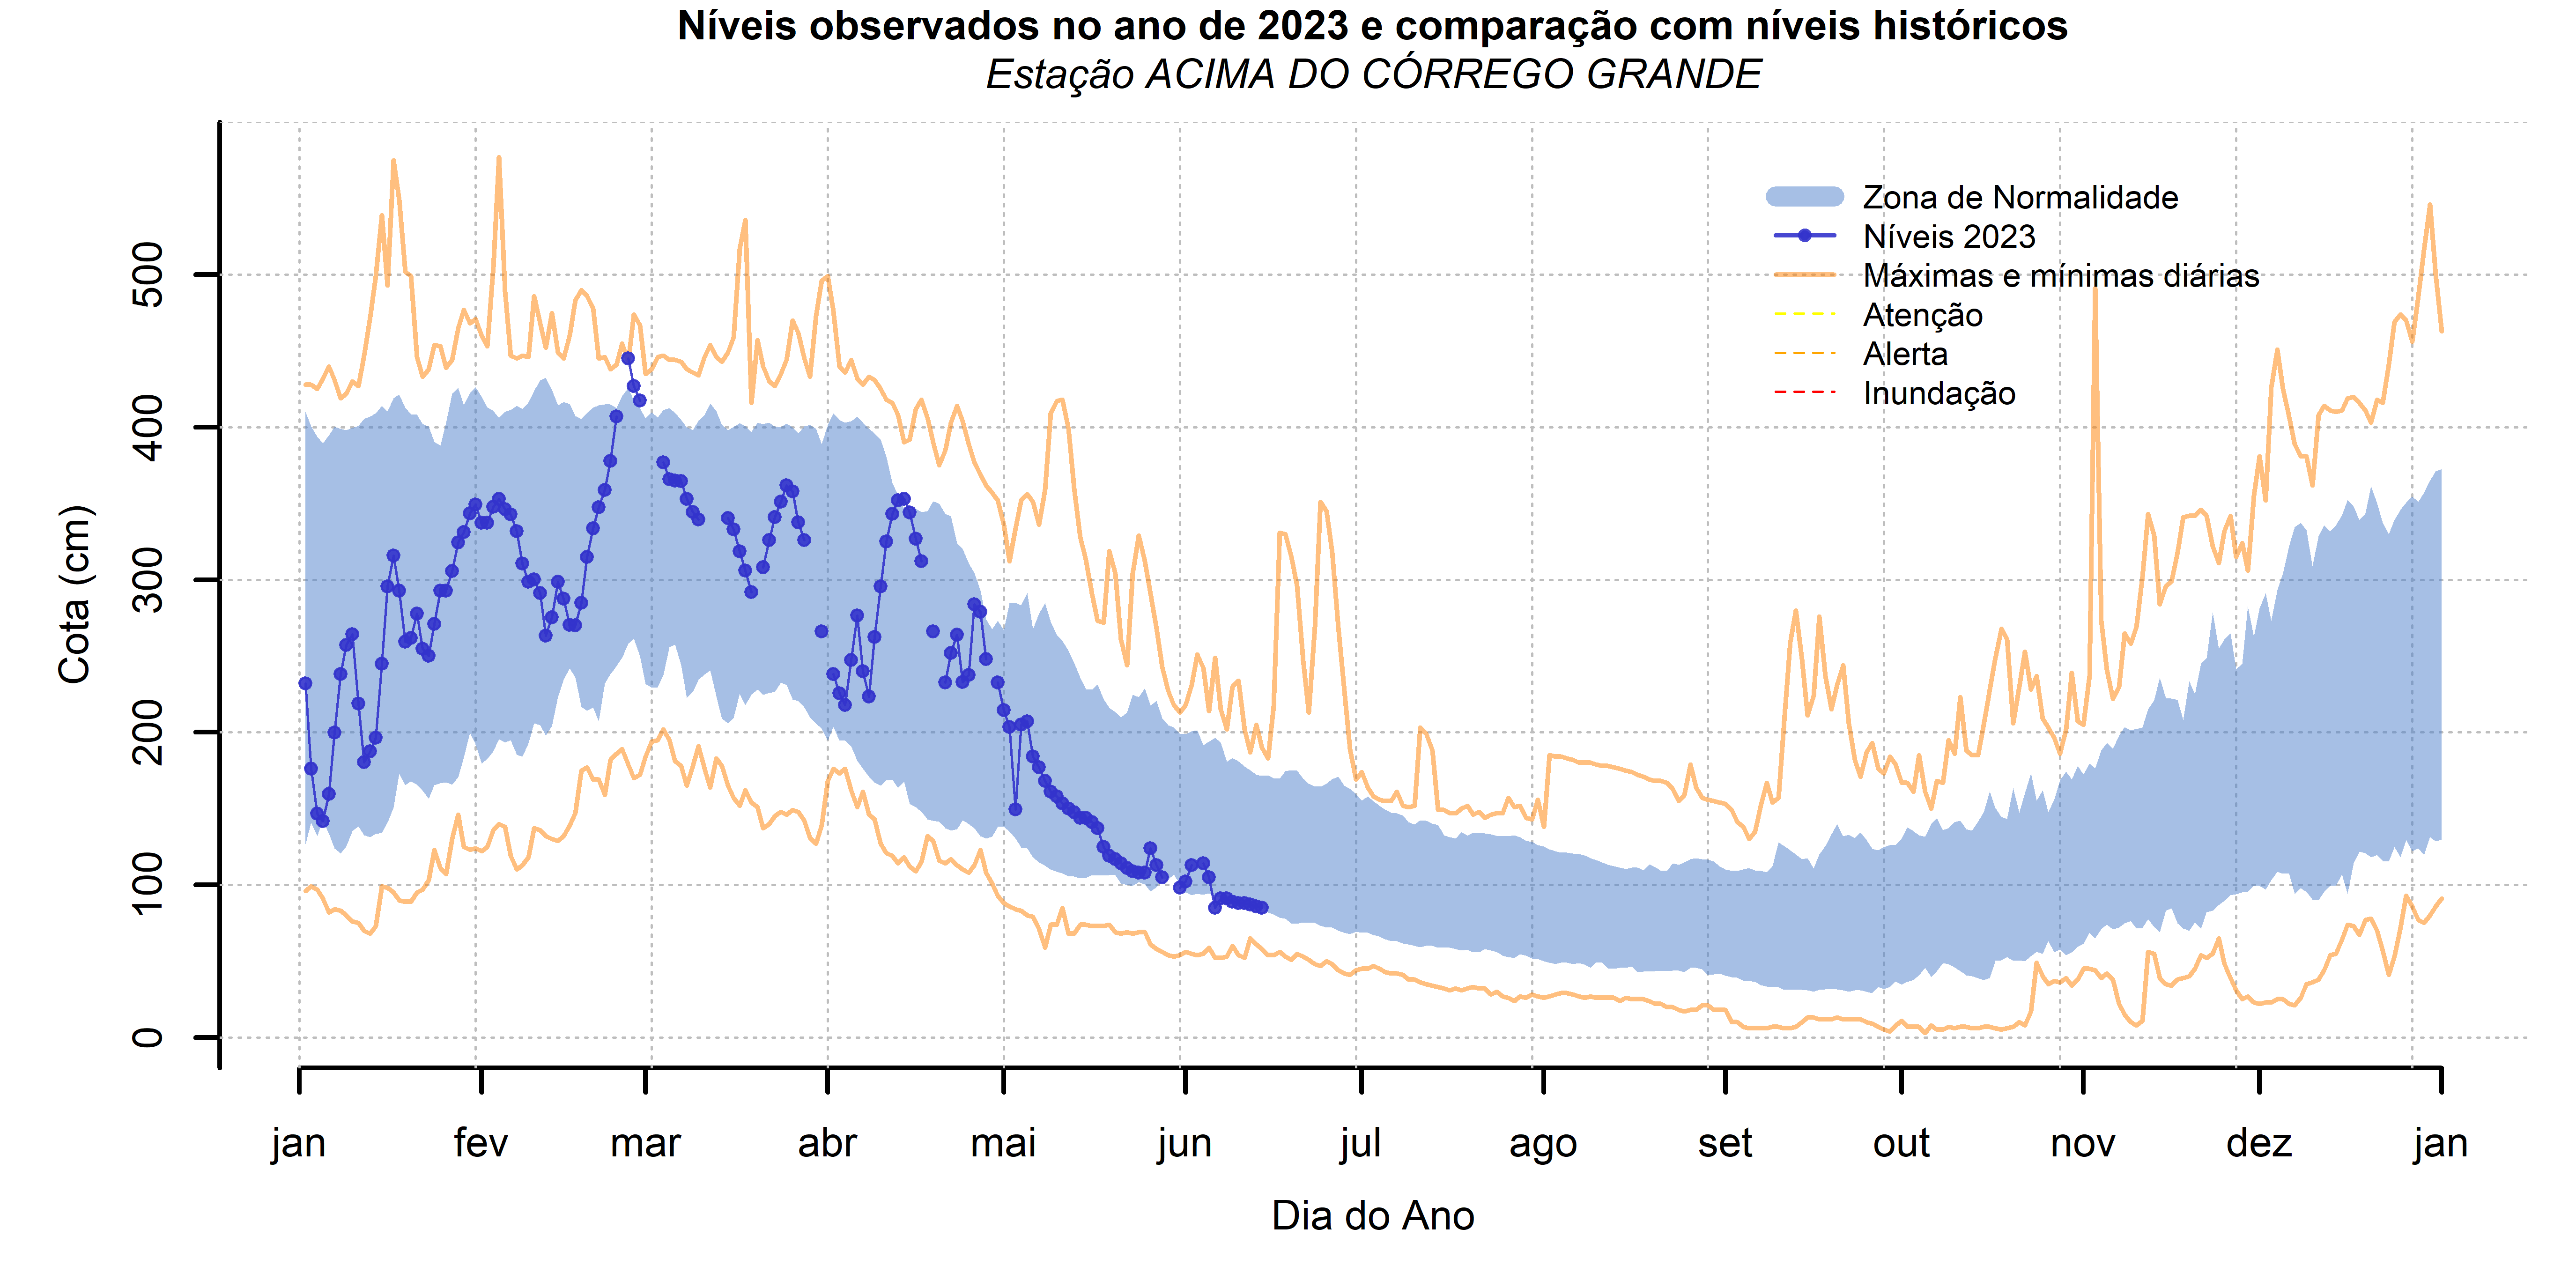 Níveis observados no ano de 2023 e comparação com níveis históricos
Estação ACIMA DO CÓRREGO GRANDE
Zona de Normalidade
Níveis 2023
Máximas e mínimas diárias
Atenção
Alerta
Inundação
Cota (cm)
500
400
300
200
100
0
jan fev mar abr mai jun jul ago set out nov dez jan
Dia do Ano